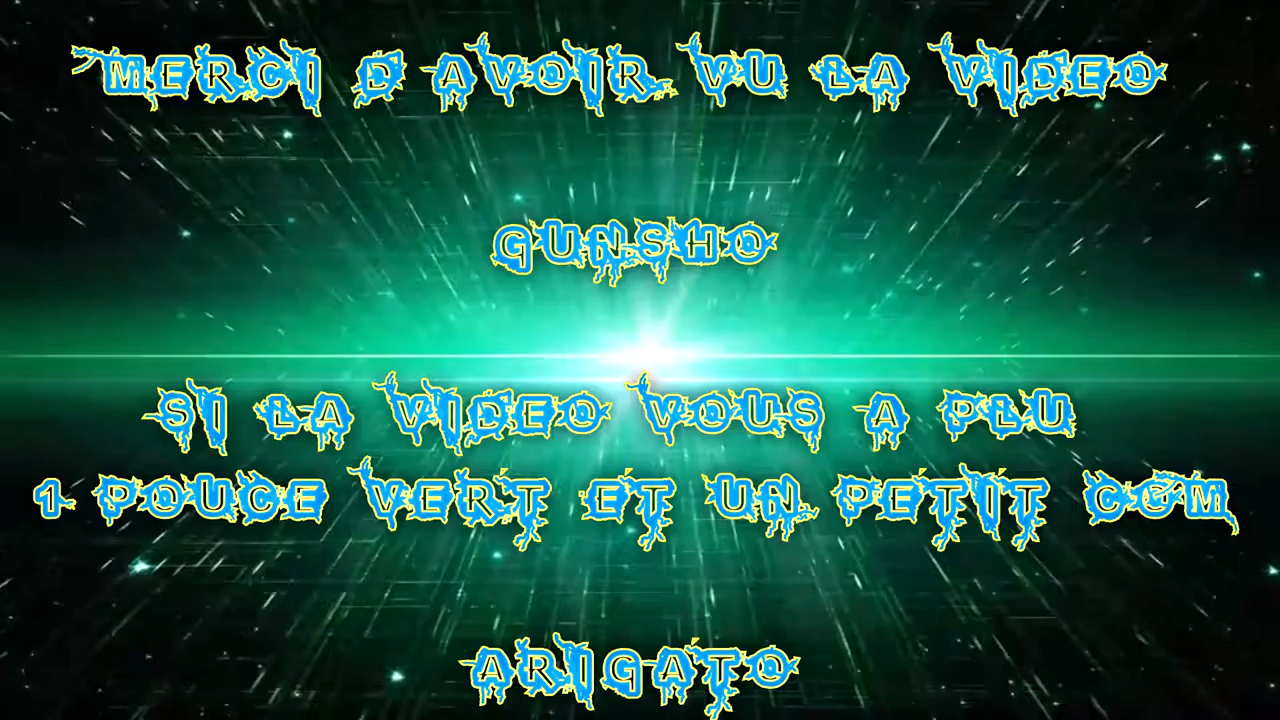 MERCI D AVOIR VU LA VIDEO
GUNSHO
SI LA VIDEO VOUS A PLU
1 POUCE VERT ET UN PETIT COM
ARIGATO